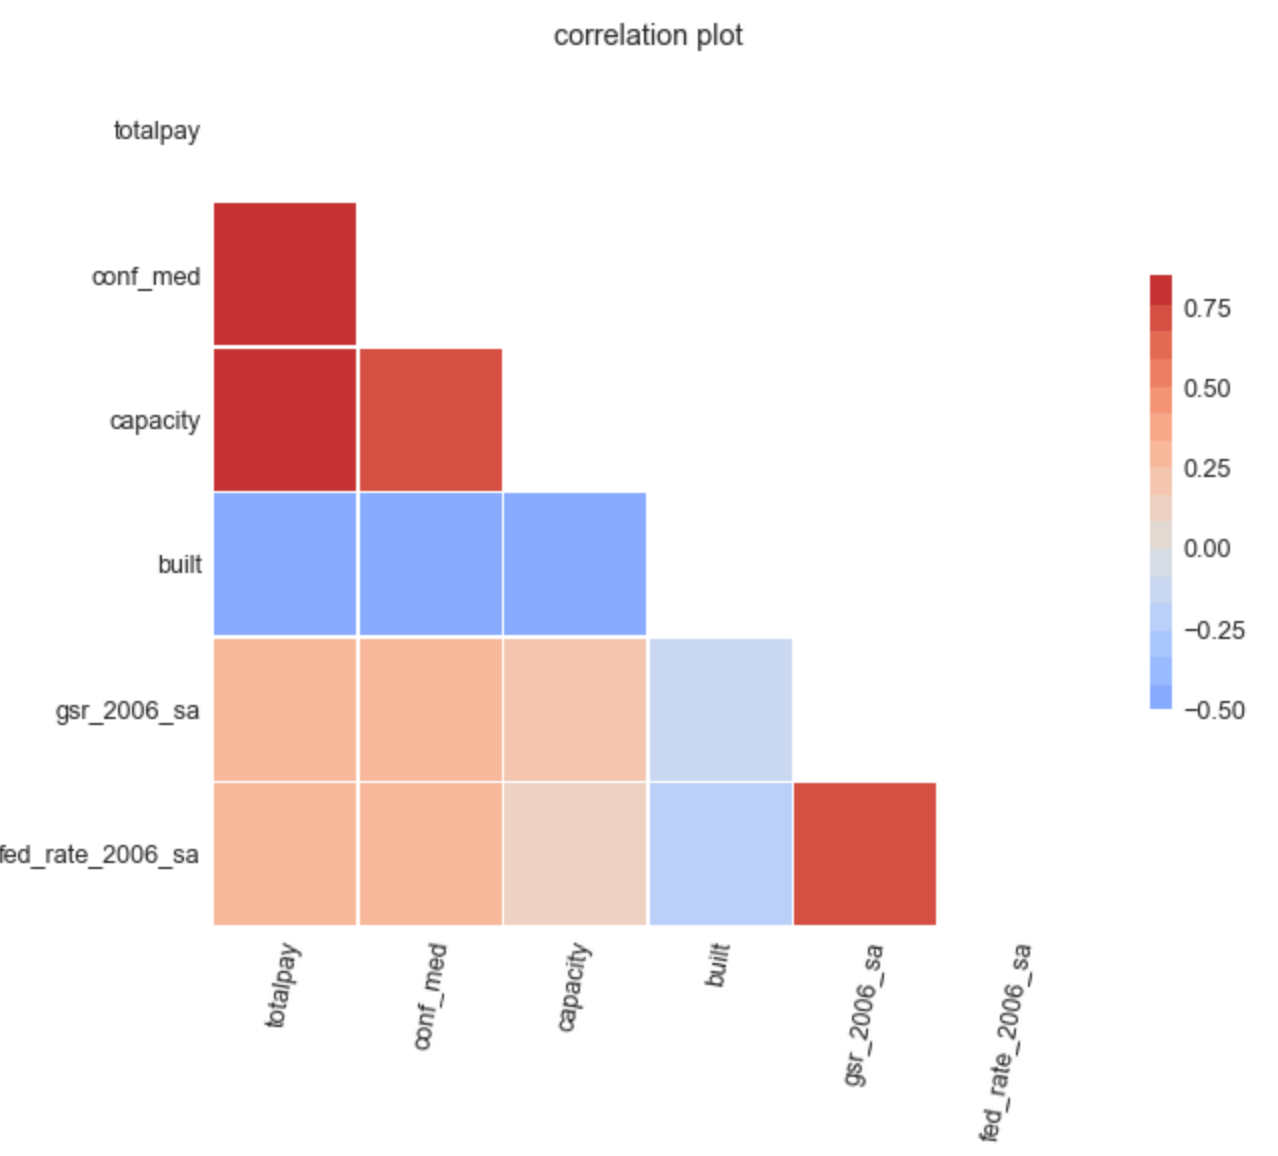 correlation plot
totalpay
conf_med
capacity
built
gsr_2006_sa
fed_rate_2006_sa
0.75
0.50
0.25
0.00
−0.25
−0.50
totalpay
conf_med
capacity
built
gsr_2006_sa
fed_rate_2006_sa